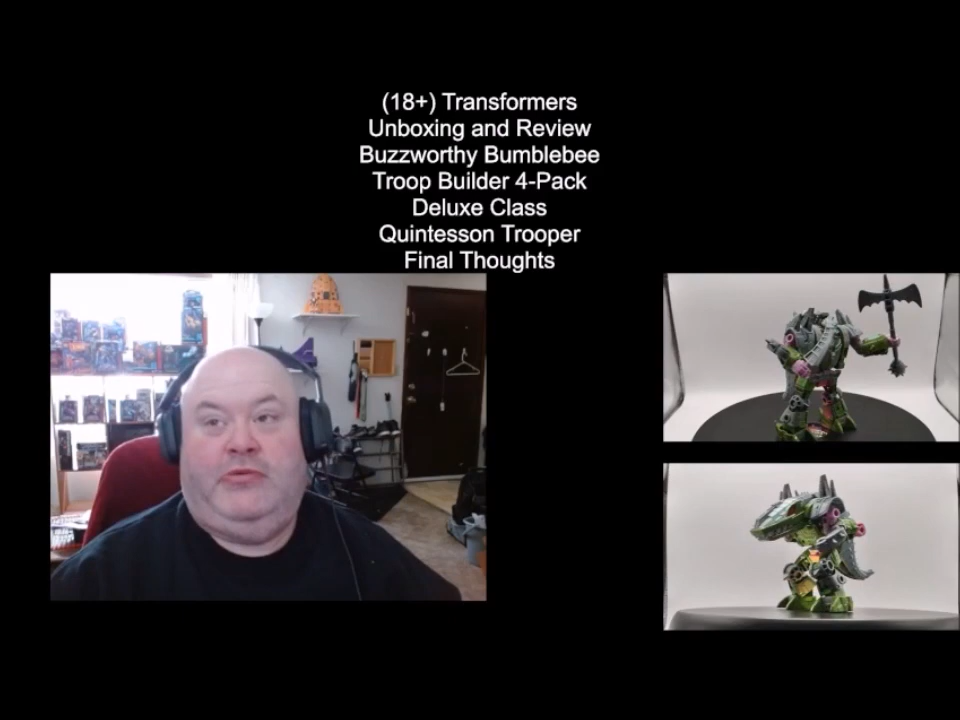 (18+) Transformers
Unboxing and Review
Buzzworthy Bumblebee
Troop Builder 4-Pack
Deluxe Class
Quintesson Trooper
Final Thoughts